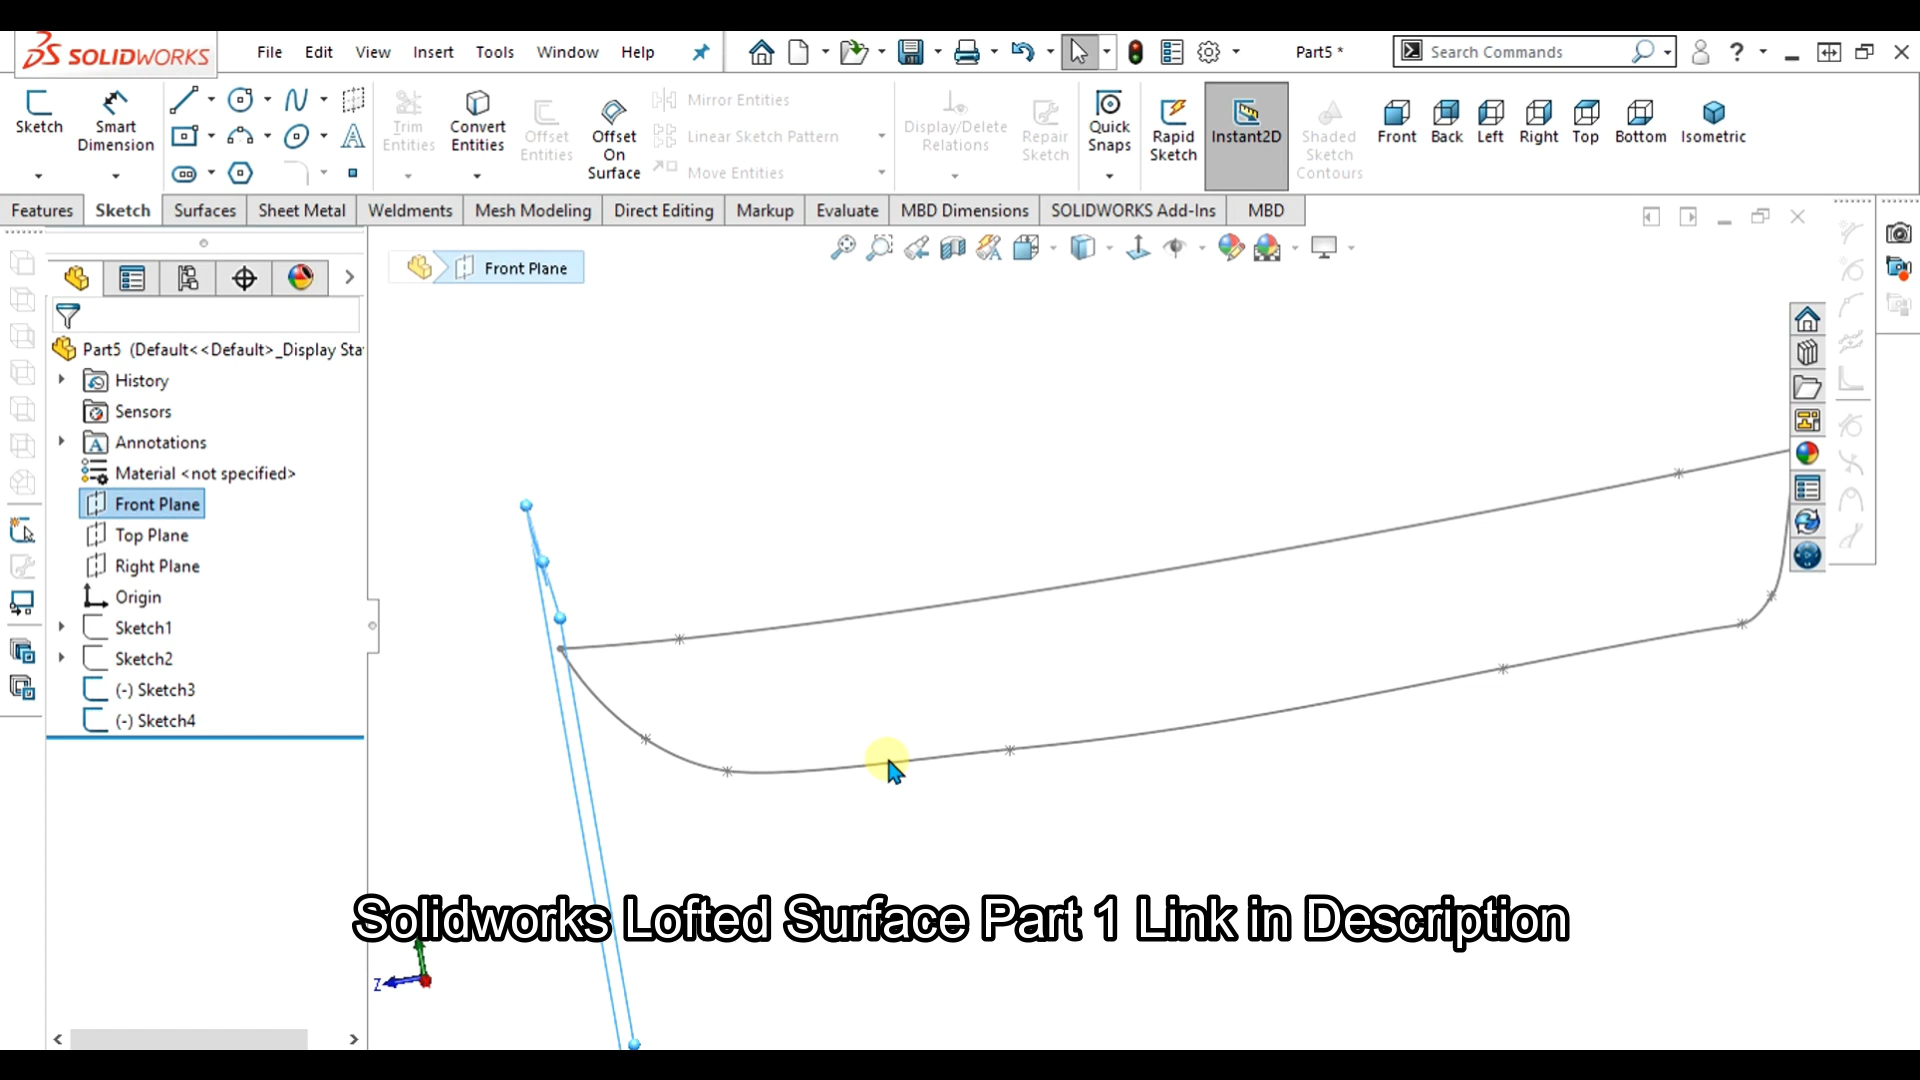 SOLIDWORKS File Edit View Insert Tools Window Help Part5 * Search Commands ?
Sketch Smart Dimension Trim Entities Convert Entities Offset Entities Offset On Surface Mirror Entities Linear Sketch Pattern Move Entities Display/Delete Relations Repair Sketch Quick Snaps Rapid Sketch Instant2D Shaded Sketch Contours Front Back Left Right Top Bottom Isometric
Features Sketch Surfaces Sheet Metal Weldments Mesh Modeling Direct Editing Markup Evaluate MBD Dimensions SOLIDWORKS Add-Ins MBD
Front Plane
Part5 (Default<<Default>_Display Sta
History
Sensors
Annotations
Material <not specified>
Front Plane
Top Plane
Right Plane
Origin
Sketch1
Sketch2
(-) Sketch3
(-) Sketch4
Solidworks Lofted Surface Part 1 Link in Description
Z